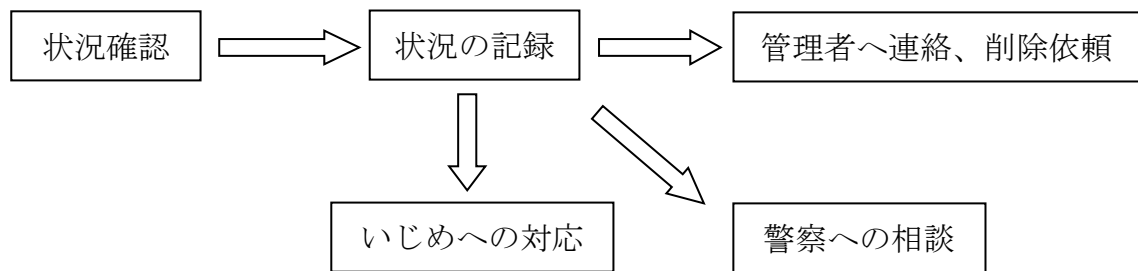 状況確認
状況の記録
管理者へ連絡、削除依頼
いじめへの対応
警察への相談